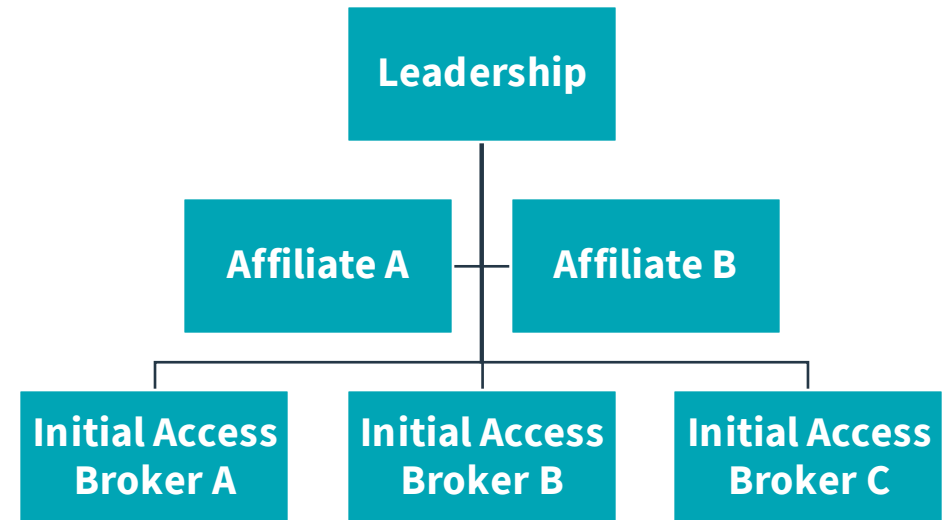 Leadership
Affiliate A
Affiliate B
Initial Access
Broker A
Initial Access
Broker B
Initial Access
Broker C